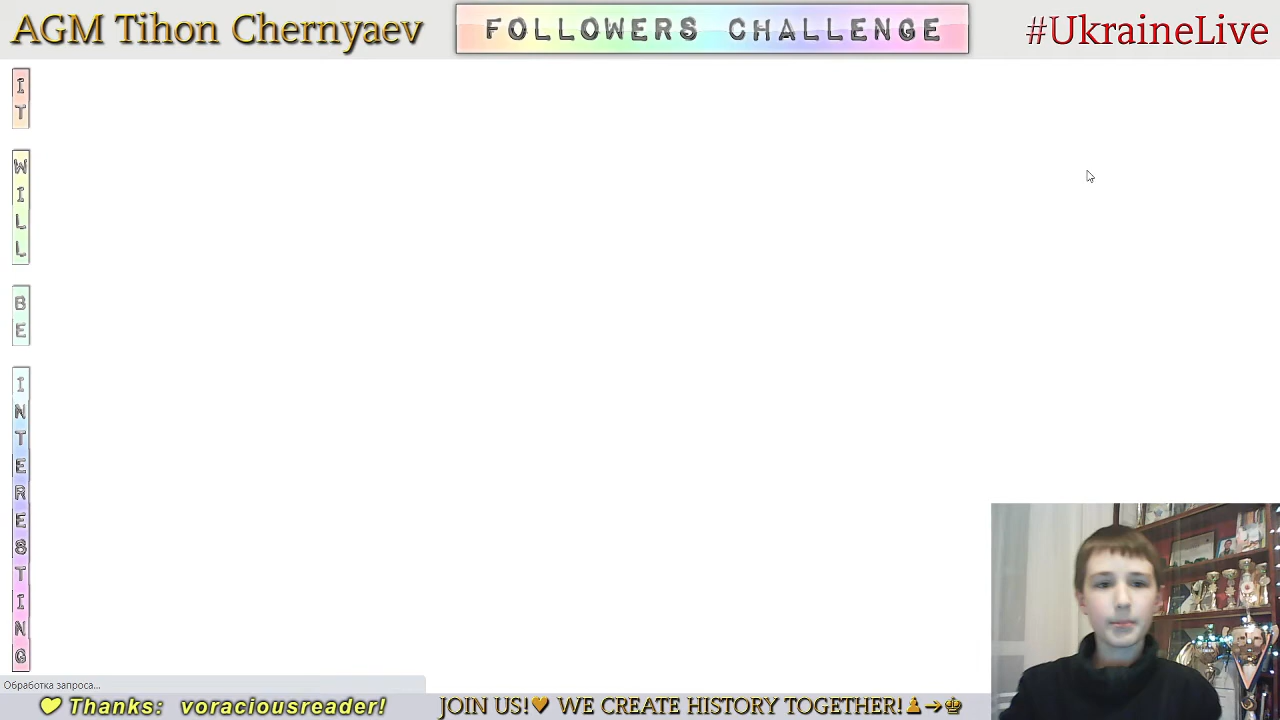 AGM Tihon Chernyaev
FOLLOWERS CHALLENGE
#UkraineLive
IT
WILL
BE
INTERESTING
Обработка запроса...
Thanks: voraciousreader!
JOIN US! WE CREATE HISTORY TOGETHER!